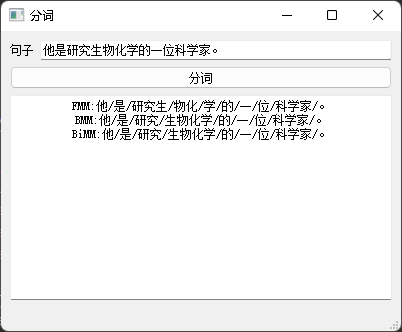 分词
句子 他是研究生物化学的一位科学家。
分词
FMM:他/是/研究生/物化/学/的/一/位/科学家/。
BMM:他/是/研究/生物化学/的/一/位/科学家/。
BiMM:他/是/研究/生物化学/的/一/位/科学家/。